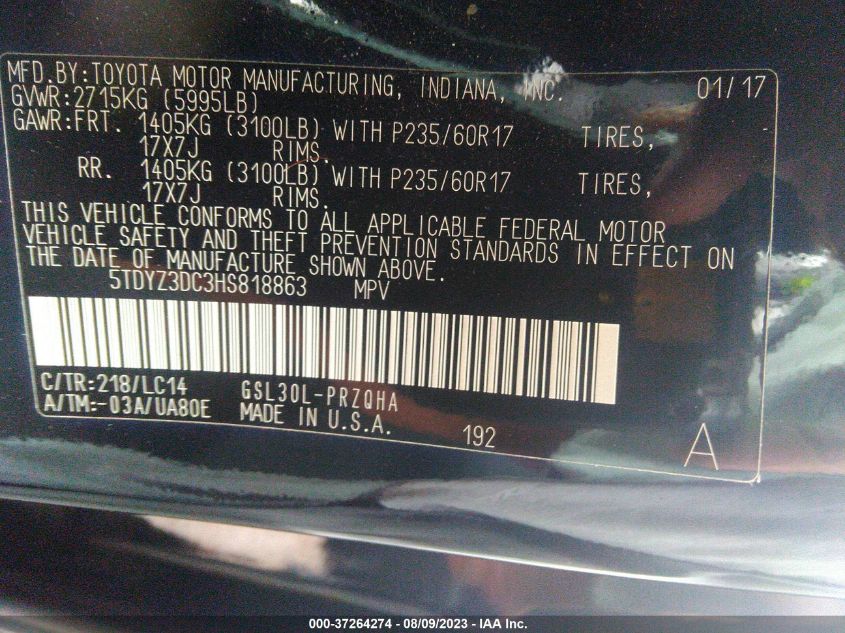 MFD.BY:TOYOTA MOTOR MANUFACTURING, INDIANA, INC. 01/17
GVWR:2715KG (5995LB)
GAWR:FRT. 1405KG (3100LB) WITH P235/60R17 TIRES,
17X7J RIMS.
RR. 1405KG (3100LB) WITH P235/60R17 TIRES,
17X7J RIMS.
THIS VEHICLE CONFORMS TO ALL APPLICABLE FEDERAL MOTOR
VEHICLE SAFETY AND THEFT PREVENTION STANDARDS IN EFFECT ON
THE DATE OF MANUFACTURE SHOWN ABOVE.
5TDYZ3DC3HS818863 MPV
C/TR:218/LC14 GSL30L-PRZQHA
A/TM:-03A/UA80E MADE IN U.S.A.
192 A
000-37264274 - 08/09/2023 - IAA Inc.